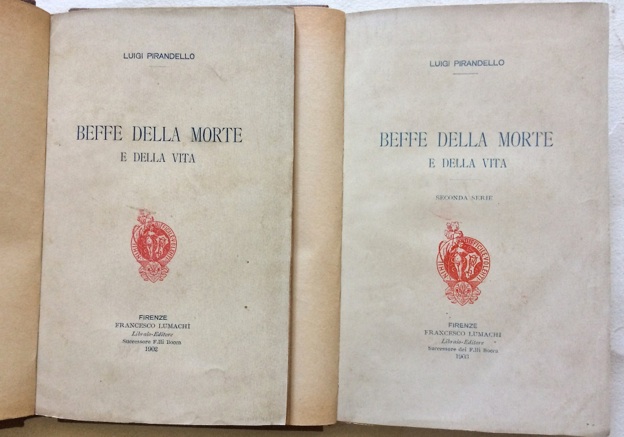 LUIGI PIRANDELLO
BEFFE DELLA MORTE
E DELLA VITA
FIRENZE
FRANCESCO LUMACHI
Libraio-Editore
Successore F.lli Bocca
1902
LUIGI PIRANDELLO
BEFFE DELLA MORTE
E DELLA VITA
SECONDA SERIE
FIRENZE
FRANCESCO LUMACHI
Libraio-Editore
Successore dei F.lli Bocca
1903